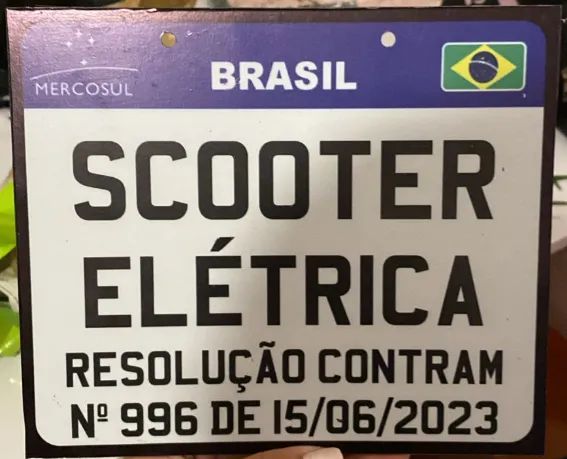 MERCOSUL
BRASIL
SCOOTER
ELÉTRICA
RESOLUÇÃO CONTRAM
Nº 996 DE 15/06/2023